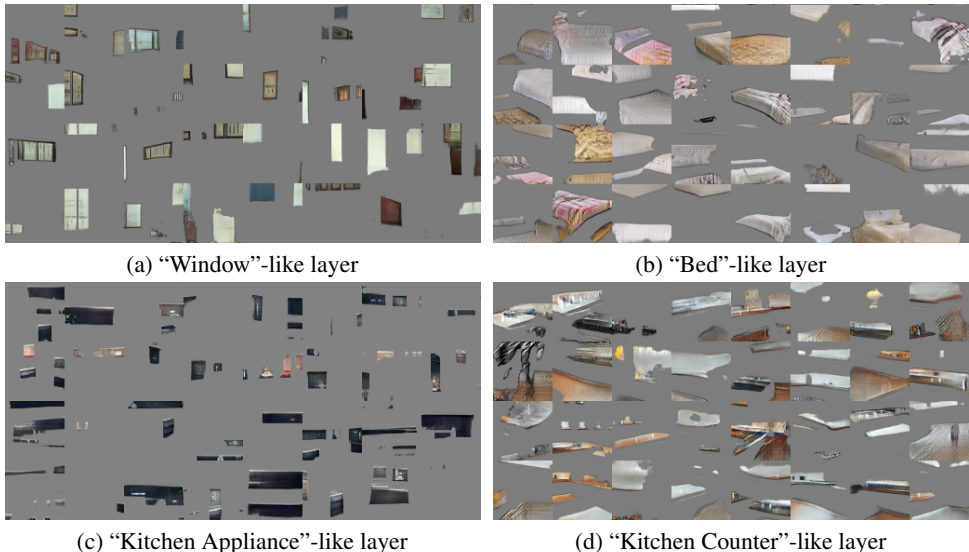 (a) “Window”-like layer
(b) “Bed”-like layer
(c) “Kitchen Appliance”-like layer
(d) “Kitchen Counter”-like layer